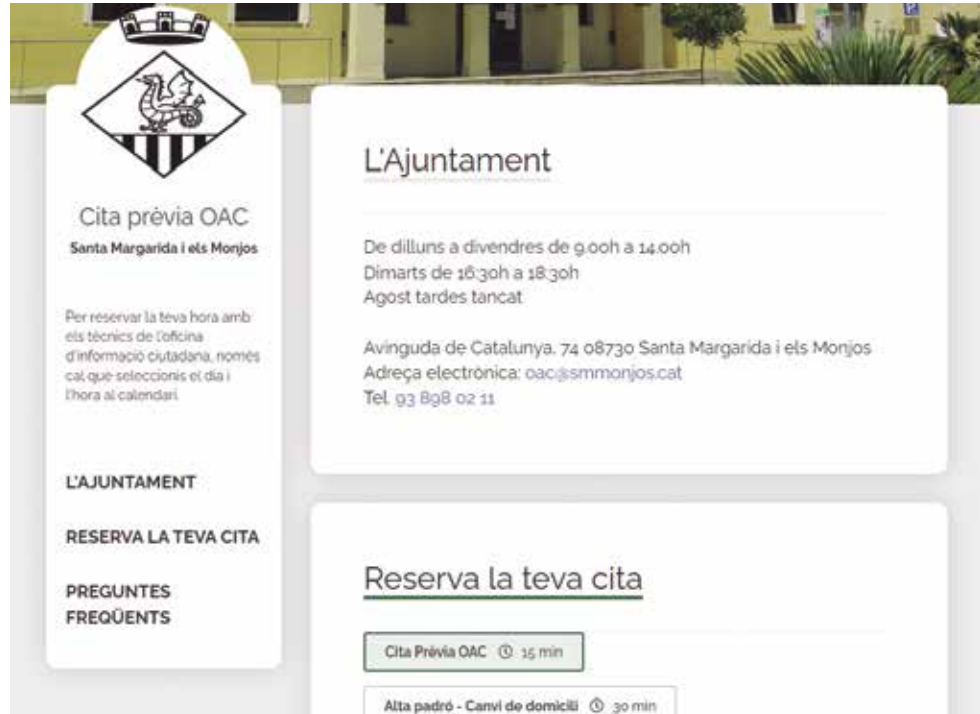 Cita prèvia OAC
Santa Margarida i els Monjos
Per reservar la teva hora amb
els tècnics de l'oficina
d'informació ciutadana, només
cal que seleccionis el dia i
l'hora al calendari.
L'AJUNTAMENT
RESERVA LA TEVA CITA
PREGUNTES
FREQÜENTS
L'Ajuntament
De dilluns a divendres de 9.00h a 14.00h
Dimarts de 16:30h a 18:30h
Agost tardes tancat
Avinguda de Catalunya, 74 08730 Santa Margarida i els Monjos
Adreça electrònica: oac@smmonjos.cat
Tel. 93 898 02 11
Reserva la teva cita
Cita Prèvia OAC 15 min
Alta padró - Canvi de domicili 30 min